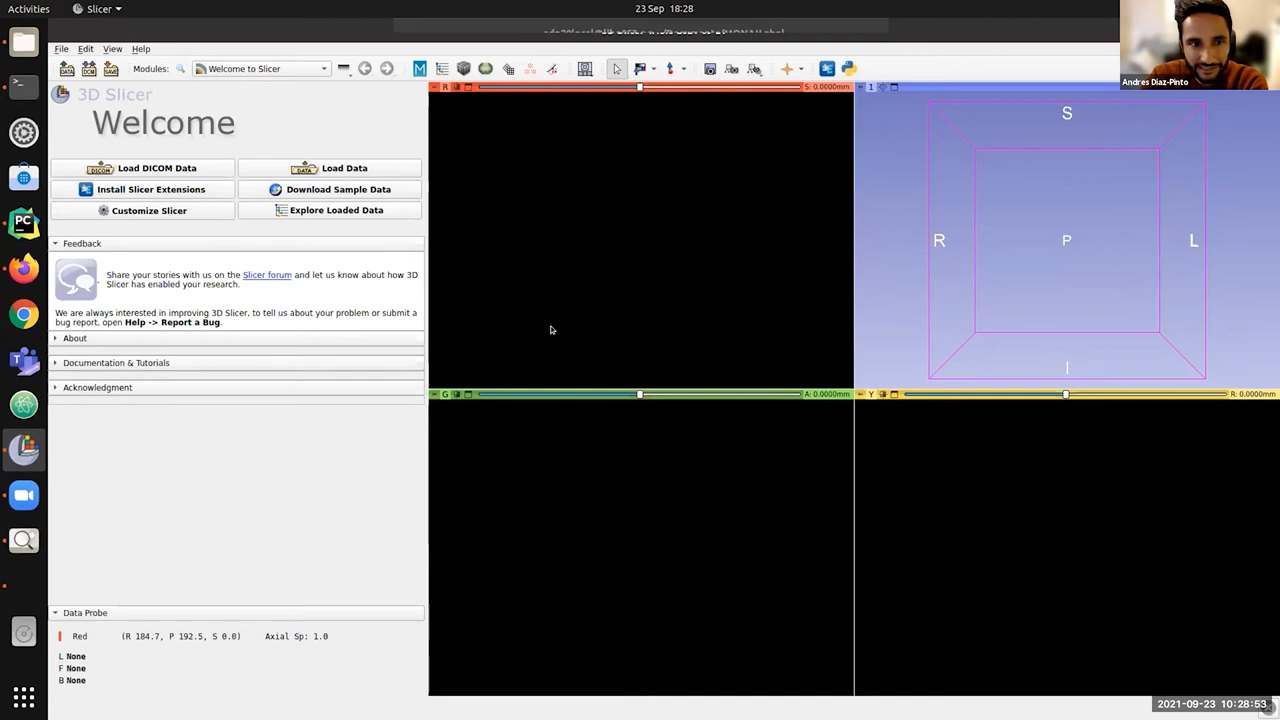 Activities
Slicer
23 Sep 18:28
File Edit View Help
DATA DCM SAVE Modules: Welcome to Slicer
Andres Diaz-Pinto
3D Slicer
Welcome
Load DICOM Data
Load Data
Install Slicer Extensions
Download Sample Data
Customize Slicer
Explore Loaded Data
Feedback
Share your stories with us on the Slicer forum and let us know about how 3D
Slicer has enabled your research.
We are always interested in improving 3D Slicer, to tell us about your problem or submit a
bug report, open Help -> Report a Bug.
About
Documentation & Tutorials
Acknowledgment
Data Probe
Red (R 184.7, P 192.5, S 0.0) Axial Sp: 1.0
L None
F None
B None
R S: 0.0000mm
1
S
R P L
I
G A: 0.0000mm
Y R: 0.0000mm
PC
2021-09-23 10:28:53